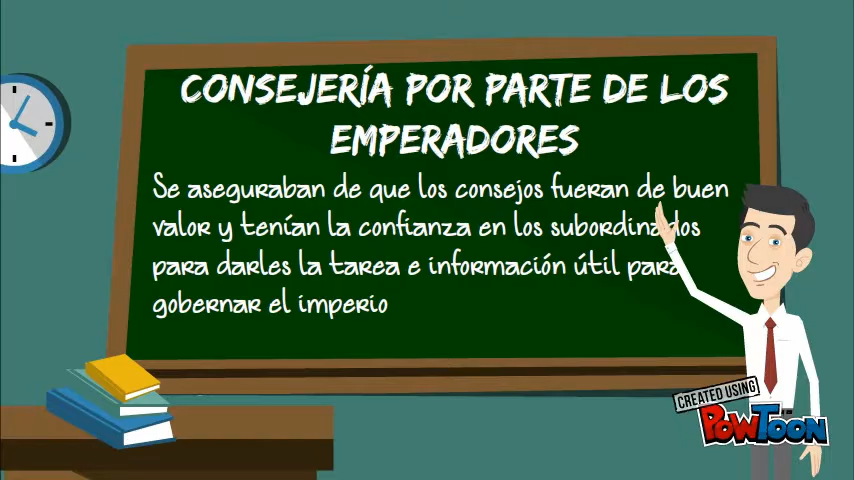 CONSEJERÍA POR PARTE DE LOS
EMPERADORES
Se aseguraban de que los consejos fueran de buen
valor y tenían la confianza en los subordinados
para darles la tarea e información útil para
gobernar el imperio
CREATED USING
POWTOON